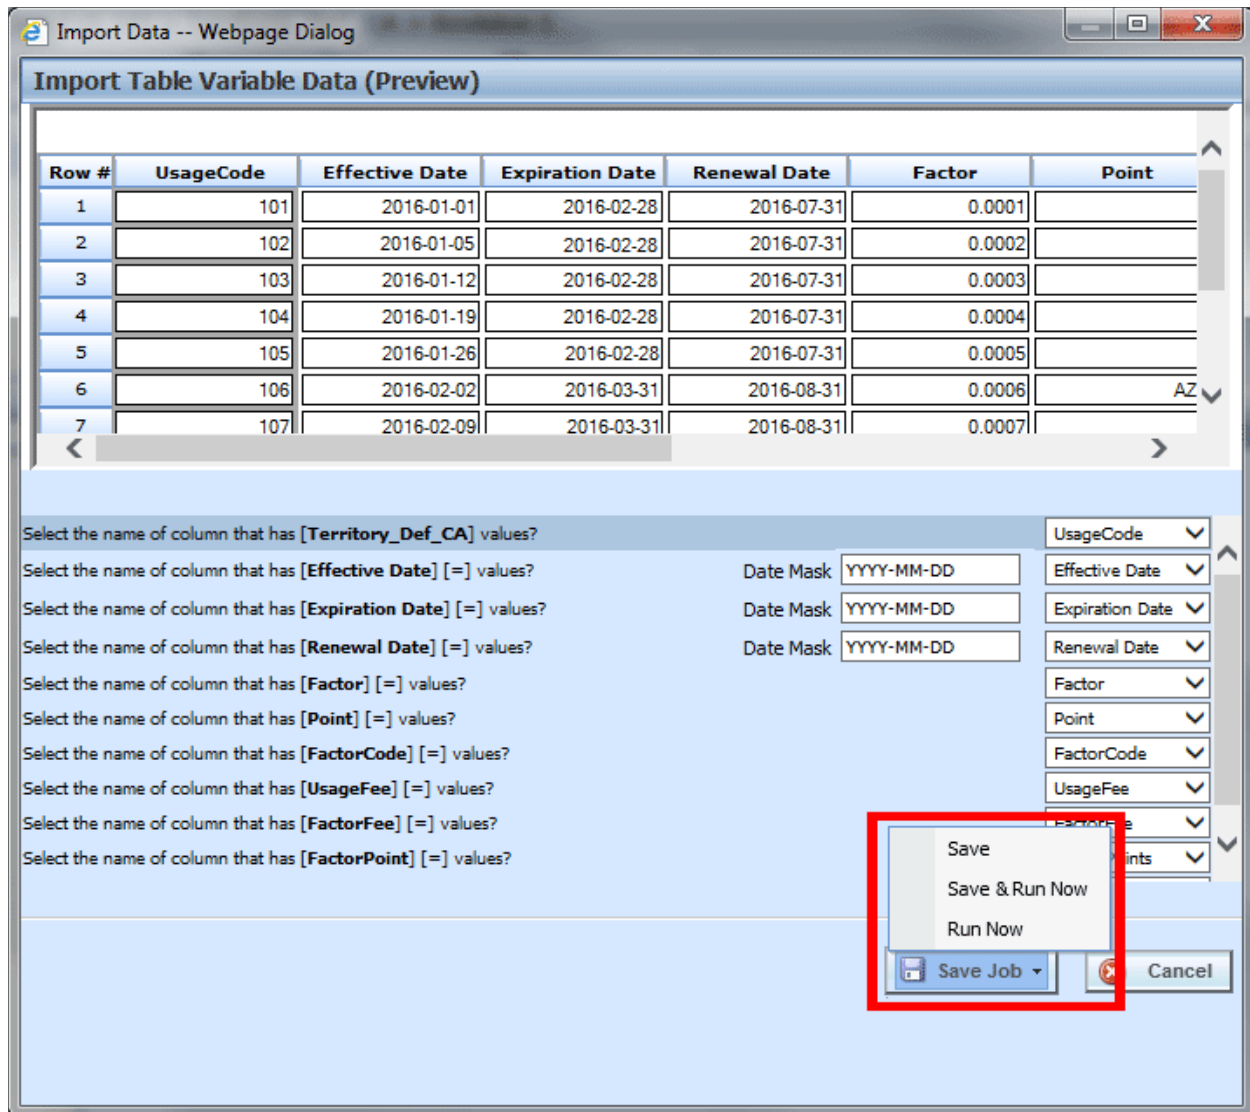 Import Data -- Webpage Dialog
Import Table Variable Data (Preview)
Row # UsageCode Effective Date Expiration Date Renewal Date Factor Point
1 101 2016-01-01 2016-02-28 2016-07-31 0.0001
2 102 2016-01-05 2016-02-28 2016-07-31 0.0002
3 103 2016-01-12 2016-02-28 2016-07-31 0.0003
4 104 2016-01-19 2016-02-28 2016-07-31 0.0004
5 105 2016-01-26 2016-02-28 2016-07-31 0.0005
6 106 2016-02-02 2016-03-31 2016-08-31 0.0006 AZ
7 107 2016-02-09 2016-03-31 2016-08-31 0.0007
Select the name of column that has [Territory_Def_CA] values? UsageCode
Select the name of column that has [Effective Date] [=] values? Date Mask YYYY-MM-DD Effective Date
Select the name of column that has [Expiration Date] [=] values? Date Mask YYYY-MM-DD Expiration Date
Select the name of column that has [Renewal Date] [=] values? Date Mask YYYY-MM-DD Renewal Date
Select the name of column that has [Factor] [=] values? Factor
Select the name of column that has [Point] [=] values? Point
Select the name of column that has [FactorCode] [=] values? FactorCode
Select the name of column that has [UsageFee] [=] values? UsageFee
Select the name of column that has [FactorFee] [=] values? FactorFee
Select the name of column that has [FactorPoint] [=] values? ints
Save
Save & Run Now
Run Now
Save Job Cancel